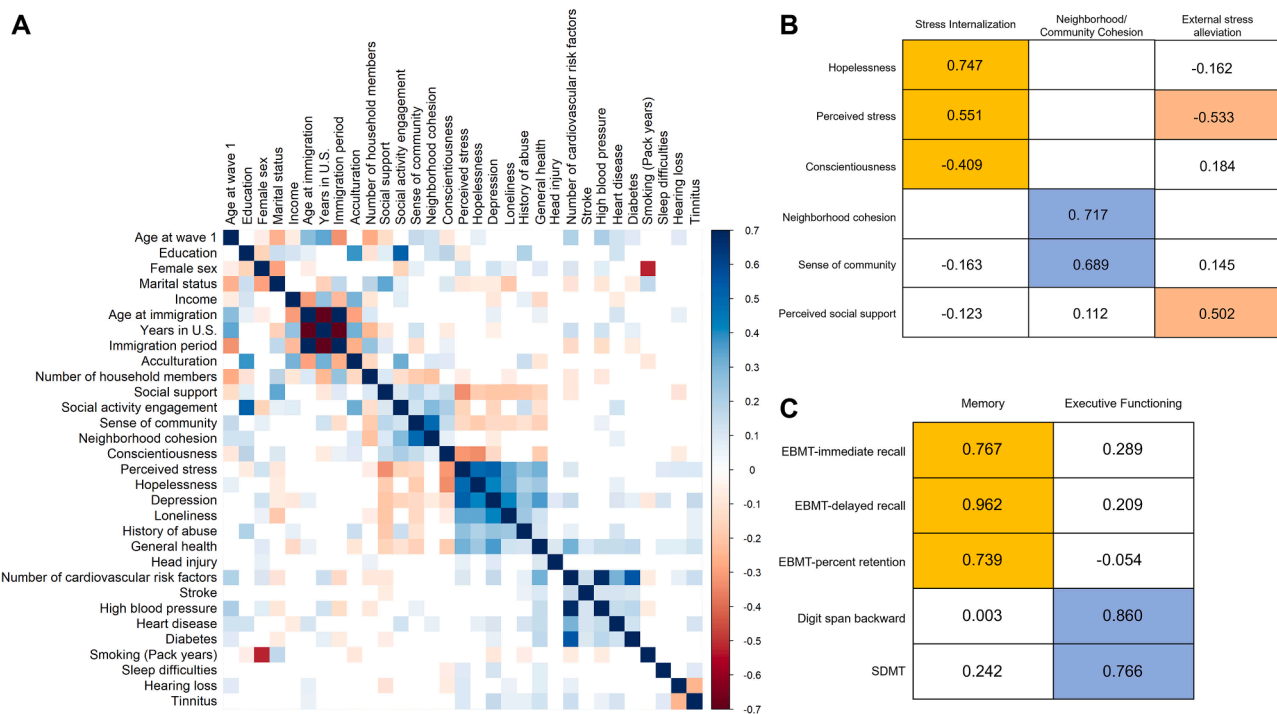 A
Age at wave 1
Education
Female sex
Marital status
Income
Age at immigration
Years in U.S.
Immigration period
Acculturation
Number of household members
Social support
Social activity engagement
Sense of community
Neighborhood cohesion
Conscientiousness
Perceived stress
Hopelessness
Depression
Loneliness
History of abuse
General health
Head injury
Number of cardiovascular risk factors
Stroke
High blood pressure
Heart disease
Diabetes
Smoking (Pack years)
Sleep difficulties
Hearing loss
Tinnitus
Age at wave 1
Education
Female sex
Marital status
Income
Age at immigration
Years in U.S.
Immigration period
Acculturation
Number of household members
Social support
Social activity engagement
Sense of community
Neighborhood cohesion
Conscientiousness
Perceived stress
Hopelessness
Depression
Loneliness
History of abuse
General health
Head injury
Number of cardiovascular risk factors
Stroke
High blood pressure
Heart disease
Diabetes
Smoking (Pack years)
Sleep difficulties
Hearing loss
Tinnitus
0.7
0.6
0.5
0.4
0.3
0.2
0.1
0
-0.1
-0.2
-0.3
-0.4
-0.5
-0.6
-0.7
B
Stress Internalization Neighborhood/ External stress
Community Cohesion alleviation
Hopelessness 0.747 -0.162
Perceived stress 0.551 -0.533
Conscientiousness -0.409 0.184
Neighborhood cohesion 0. 717
Sense of community -0.163 0.689 0.145
Perceived social support -0.123 0.112 0.502
C
Memory Executive Functioning
EBMT-immediate recall 0.767 0.289
EBMT-delayed recall 0.962 0.209
EBMT-percent retention 0.739 -0.054
Digit span backward 0.003 0.860
SDMT 0.242 0.766